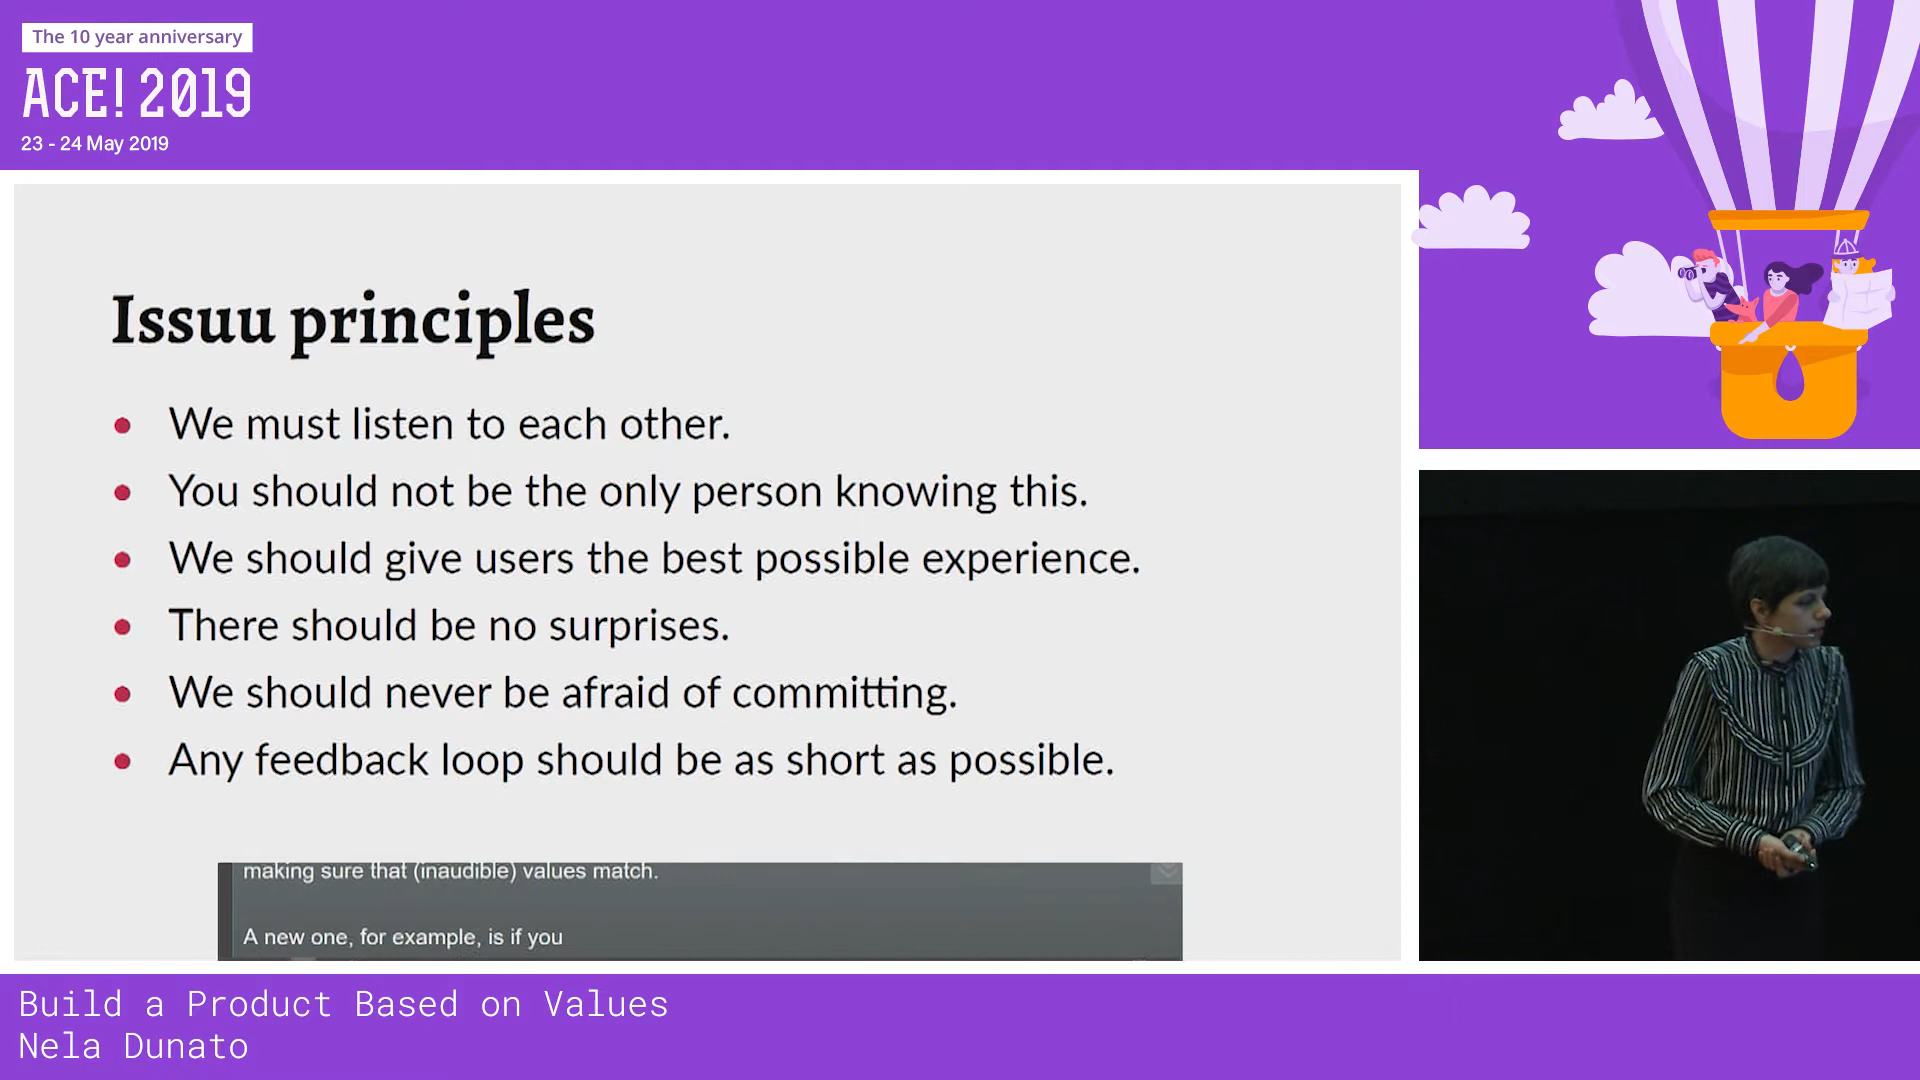 The 10 year anniversary
ACE! 2019
23 - 24 May 2019
Issuu principles
We must listen to each other.
You should not be the only person knowing this.
We should give users the best possible experience.
There should be no surprises.
We should never be afraid of committing.
Any feedback loop should be as short as possible.
making sure that (inaudible) values match.
A new one, for example, is if you
Build a Product Based on Values
Nela Dunato